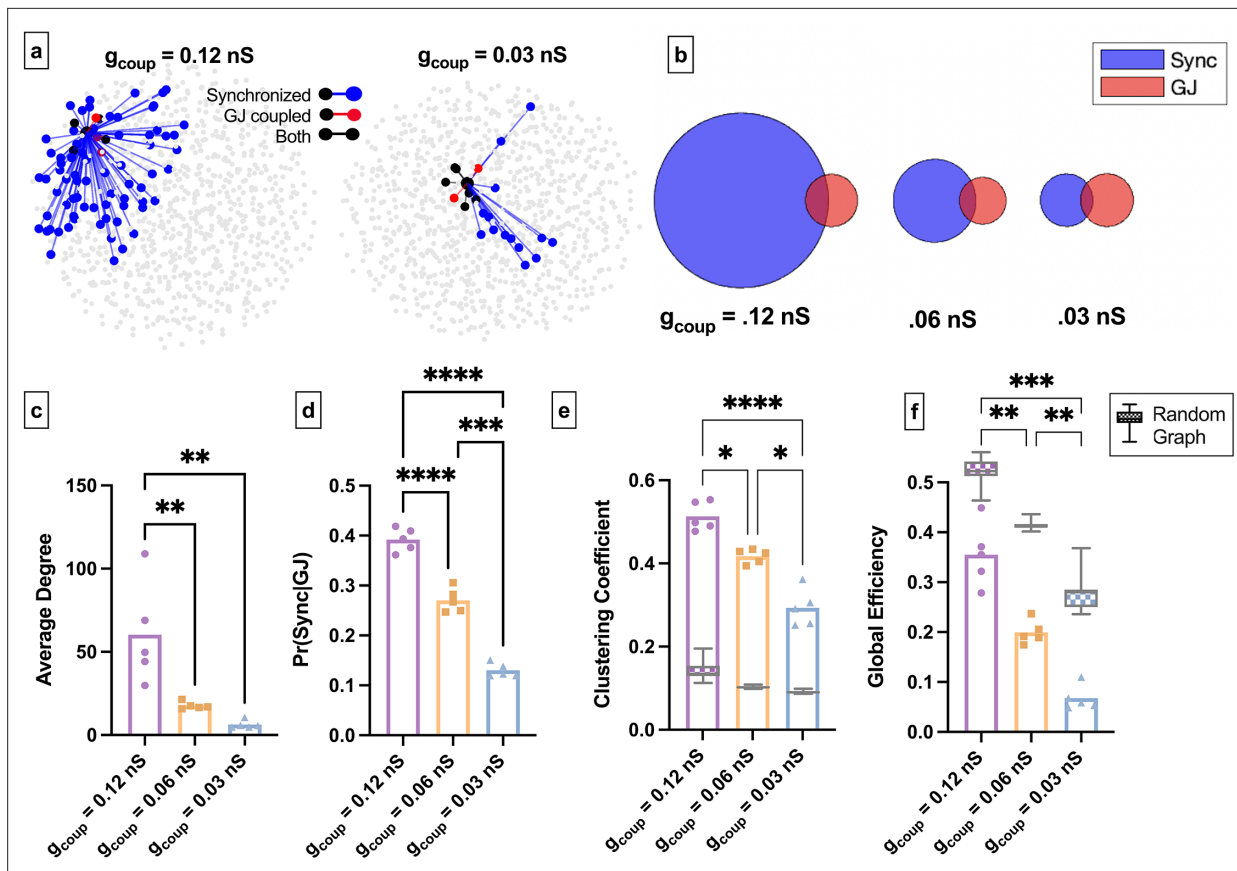 a
g_coup = 0.12 nS
g_coup = 0.03 nS
Synchronized
GJ coupled
Both
b
Sync
GJ
g_coup = .12 nS
.06 nS
.03 nS
c
**
**
150
100
50
0
Average Degree
g_coup = 0.12 nS
g_coup = 0.06 nS
g_coup = 0.03 nS
d
****
***
****
0.5
0.4
0.3
0.2
0.1
0.0
Pr(Sync|GJ)
g_coup = 0.12 nS
g_coup = 0.06 nS
g_coup = 0.03 nS
e
****
*
*
0.6
0.4
0.2
0.0
Clustering Coefficient
g_coup = 0.12 nS
g_coup = 0.06 nS
g_coup = 0.03 nS
f
***
**
**
Random
Graph
0.5
0.4
0.3
0.2
0.1
0.0
Global Efficiency
g_coup = 0.12 nS
g_coup = 0.06 nS
g_coup = 0.03 nS